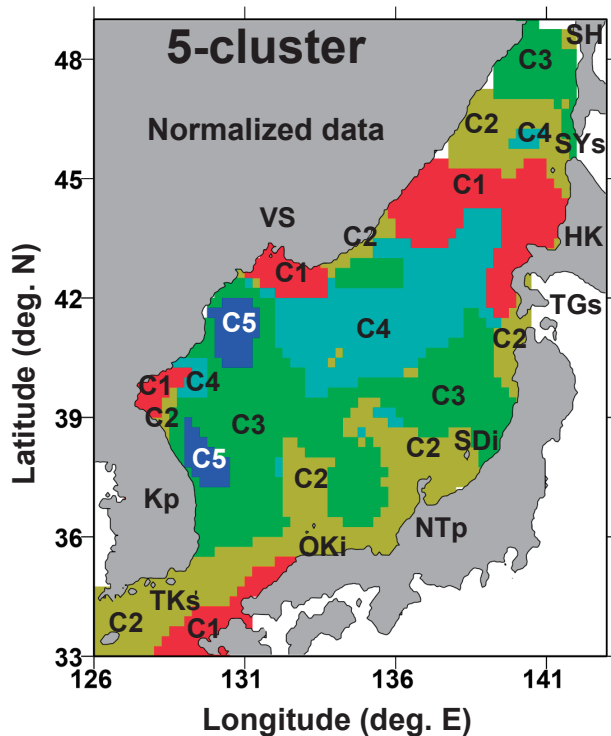 5-cluster
Normalized data
SH
C3
C2
C4
SYs
C1
VS
C2
HK
C1
TGs
C5
C4
C2
C1
C4
C3
C2
C3
C2
SDi
C5
C2
Kp
NTp
OKi
TKs
C2
C1
48
45
42
39
36
33
126
131
136
141
Latitude (deg. N)
Longitude (deg. E)